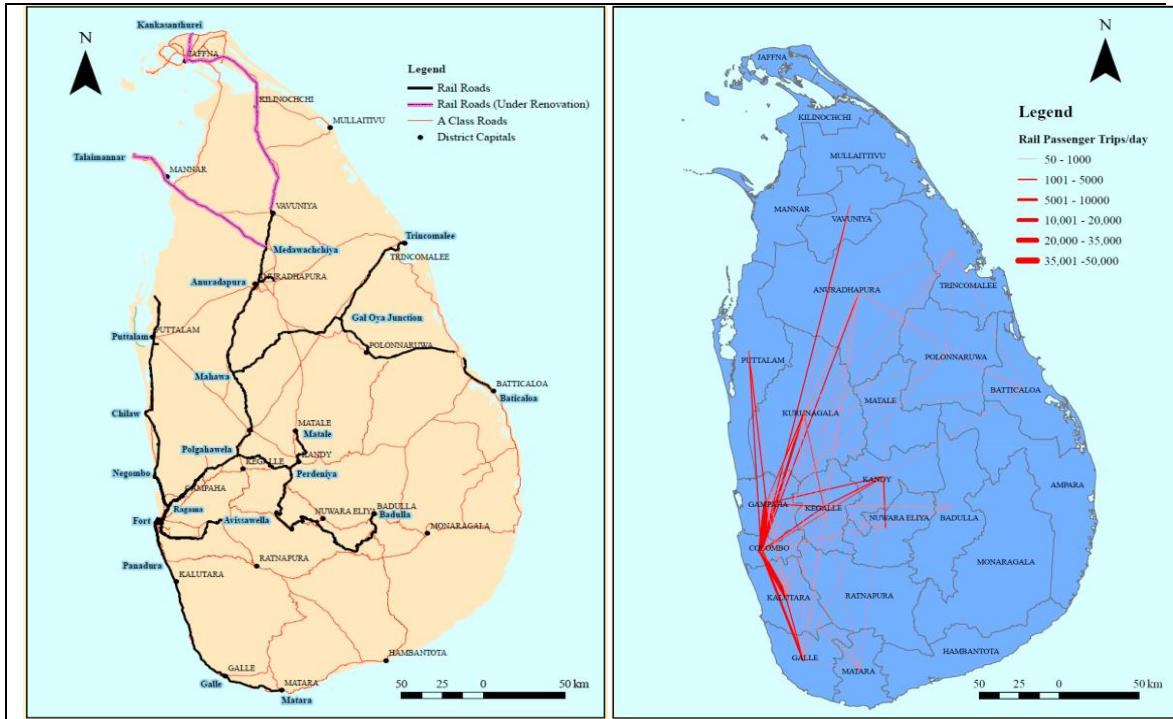 Kankasanthurei
N
JAFFNA
Legend
Rail Roads
Rail Roads (Under Renovation)
A Class Roads
District Capitals
KILINOCHCHI
MULLAITIVU
Talaimannar
MANNAR
VAVUNIYA
Medawachchiya
Trincomalee
TRINCOMALEE
Anuradapura
NURADHAPURA
Gal Oya Junction
Puttalam
PUTTALAM
POLONNARUWA
Mahawa
BATTICALOA
Baticaloa
Chilaw
MATALE
Matale
Polgahawela
KEGALLE
KANDY
Perdeniya
Negombo
GAMPAHA
Ragama
Fort
Avissawella
NUWARA ELIYA
BADULLA
Badulla
MONARAGALA
Panadura
RATNAPURA
KALUTARA
HAMBANTOTA
GALLE
Galle
MATARA
Matara
50 25 0 50 km
N
JAFFNA
KILINOCHCHI
MULLAITTIVU
MANNAR
VAVUNIYA
Legend
Rail Passenger Trips/day
50 - 1000
1001 - 5000
5001 - 10000
10,001 - 20,000
20,000 - 35,000
35,001 -50,000
ANURADHAPURA
TRINCOMALEE
PUTTALAM
POLONNARUWA
BATTICALOA
MATALE
KURUNAGALA
KANDY
AMPARA
GAMPAHA
KEGALLE
NUWARA ELIYA
BADULLA
COLOMBO
MONARAGALA
KALUTARA
RATNAPURA
HAMBANTOTA
GALLE
MATARA
50 25 0 50 km